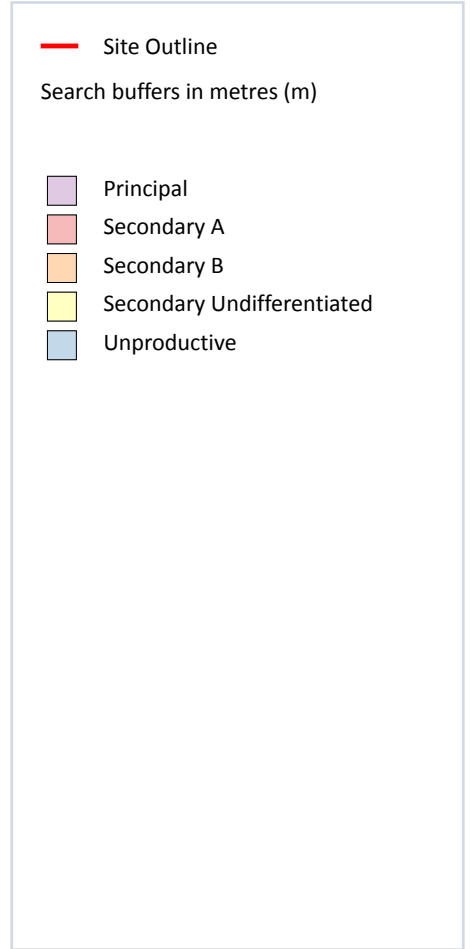 Site Outline
Search buffers in metres (m)
Principal
Secondary A
Secondary B
Secondary Undifferentiated
Unproductive